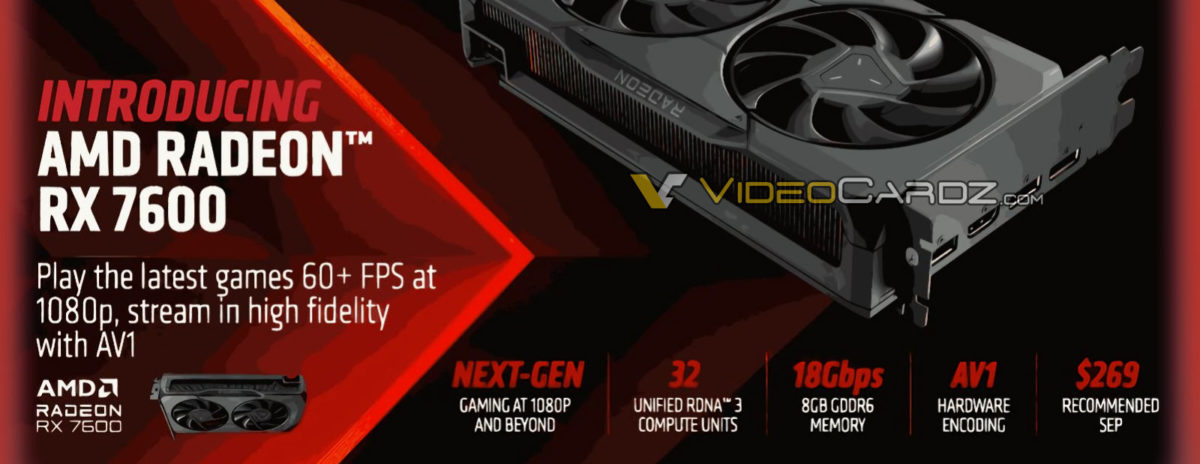 INTRODUCING
AMD RADEON™
RX 7600
Play the latest games 60+ FPS at
1080p, stream in high fidelity
with AV1
AMD
RADEON
RX 7600
RADEON
VIDEOCARDZ.COM
NEXT-GEN
GAMING AT 1080P
AND BEYOND
32
UNIFIED RDNA™ 3
COMPUTE UNITS
18Gbps
8GB GDDR6
MEMORY
AV1
HARDWARE
ENCODING
$269
RECOMMENDED
SEP